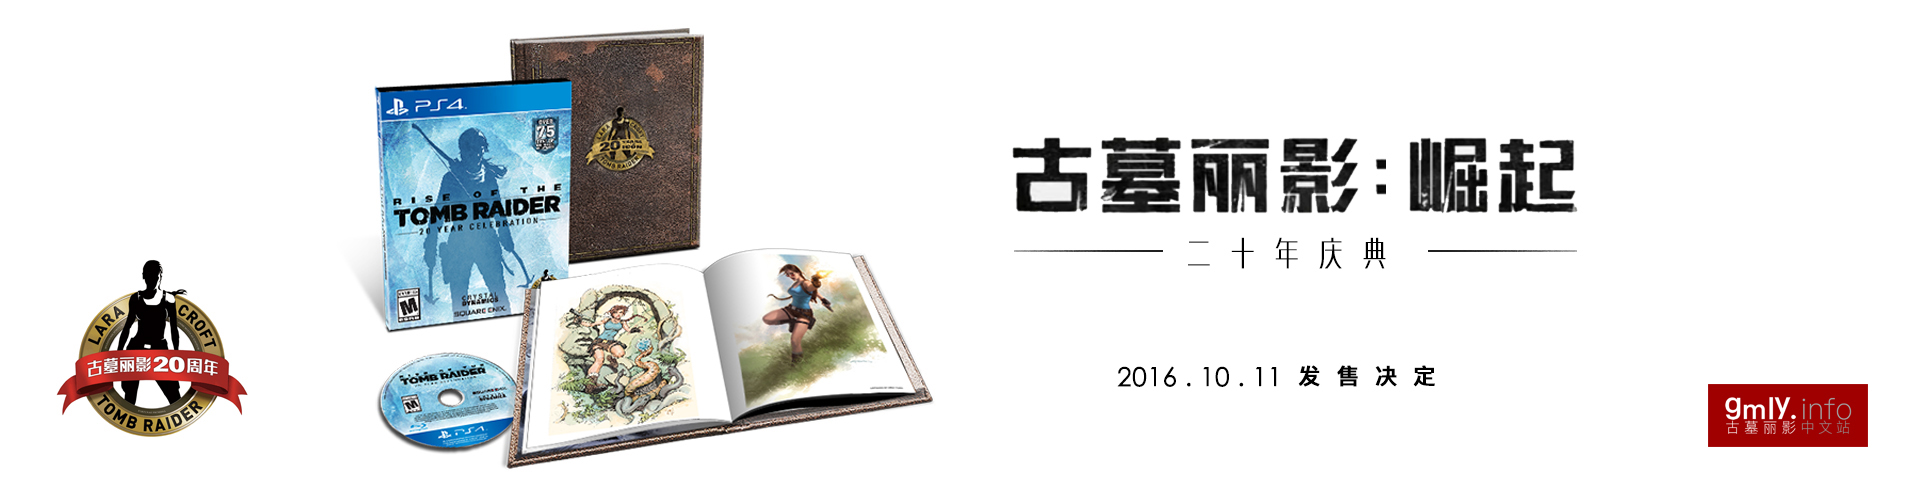 PS4
OVER
75
RISE OF THE
TOMB RAIDER
20 YEAR CELEBRATION
M
CRYSTAL
DYNAMICS
SQUARE ENIX.
LARA CROFT
20 YEARS ICON
TOMB RAIDER
LARA CROFT
古墓丽影20周年
TOMB RAIDER
TOMB RAIDER
M
PS4
古墓丽影:崛起
二十年庆典
2016.10.11 发售决定
gmly.info
古墓丽影中文站